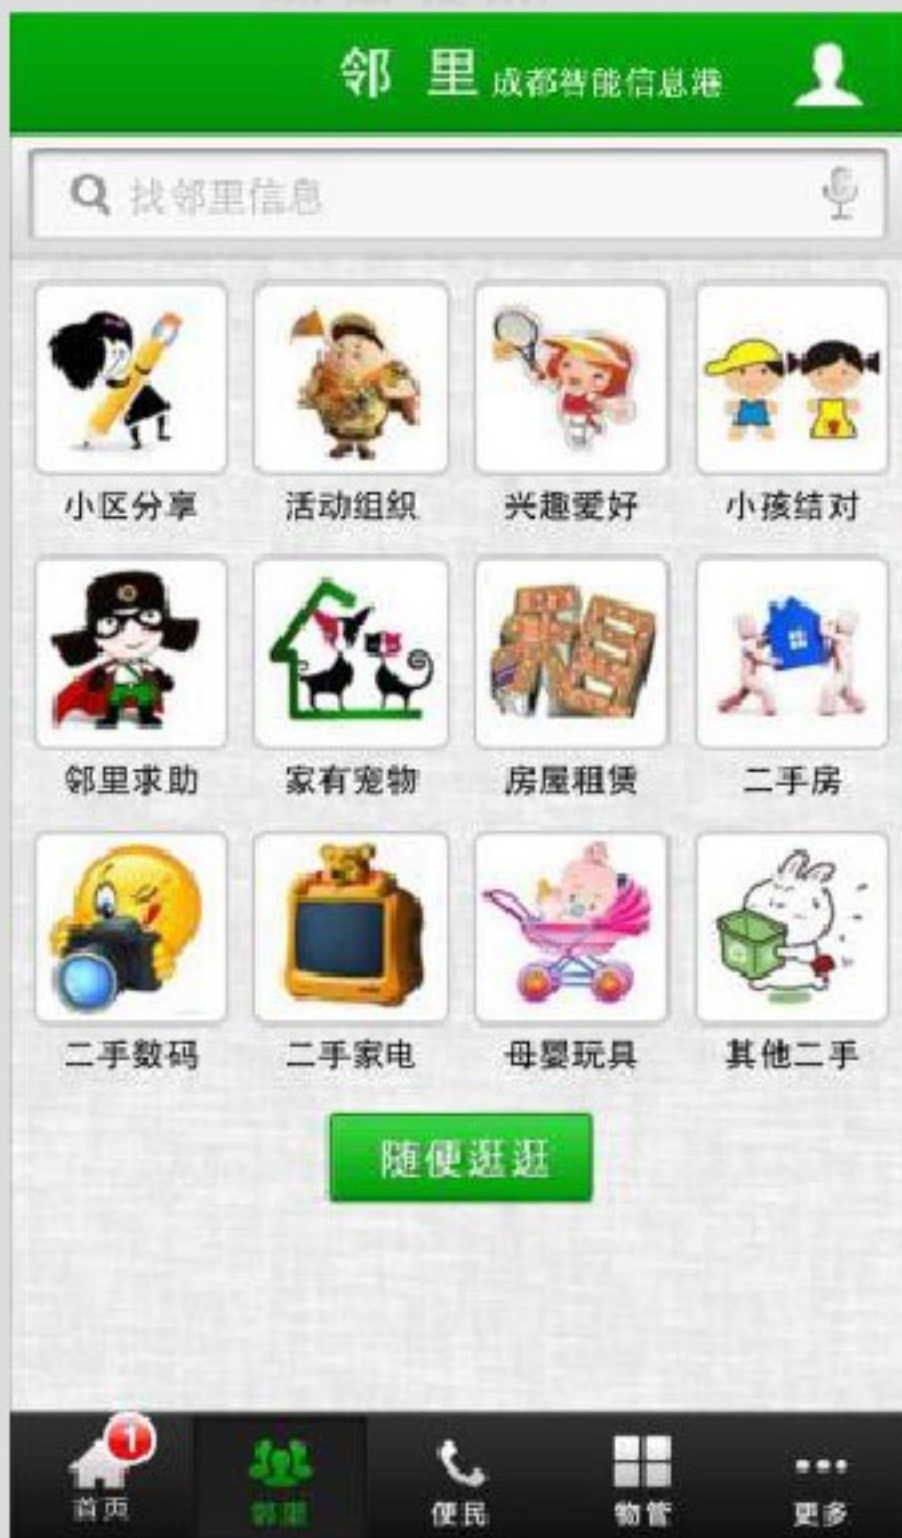 邻 里 成都智能信息港
找邻里信息
小区分享 活动组织 兴趣爱好 小孩结对
租
邻里求助 家有宠物 房屋租赁 二手房
二手数码 二手家电 母婴玩具 其他二手
随便逛逛
1
首页 邻里 便民 物管 更多